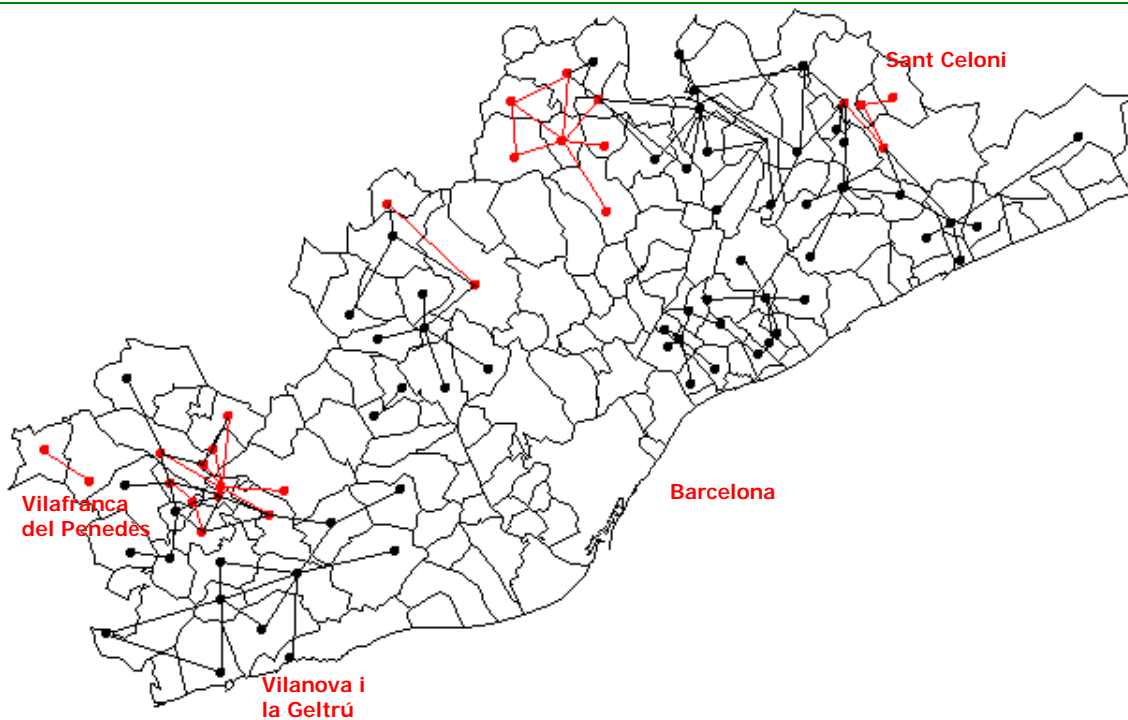 Sant Celoni
Barcelona
Vilafranca
del Penedès
Vilanova i
la Geltrú